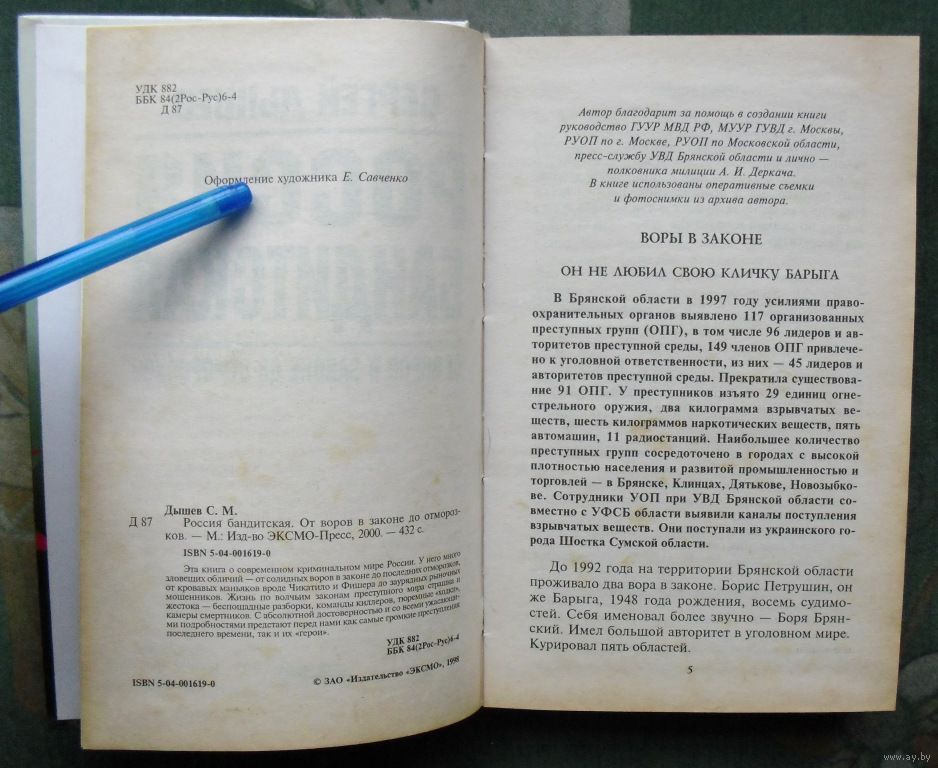 УДК 882
ББК 84(2Рос-Рус)6-4
Д 87
Оформление художника Е. Савченко
Дышев С. М.
Д 87 Россия бандитская. От воров в законе до отмороз-
ков. — М.: Изд-во ЭКСМО-Пресс, 2000. — 432 с.
ISBN 5-04-001619-0
Эта книга о современном криминальном мире России. У него много
зловещих обличий — от солидных воров в законе до последних отморозков,
от кровавых маньяков вроде Чикатило и Фишера до заурядных рыночных
мошенников. Жизнь по волчьим законам преступного мира страшна и
жестока — беспощадные разборки, команды киллеров, тюремные «ходки»,
камеры смертников. С абсолютной достоверностью и со всеми ужасающи-
ми подробностями предстают перед нами как самые громкие преступления
последнего времени, так и их «герои».
УДК 882
ББК 84(2Рос-Рус)6-4
ISBN 5-04-001619-0
© ЗАО «Издательство «ЭКСМО», 1998
Автор благодарит за помощь в создании книги
руководство ГУУР МВД РФ, МУУР ГУВД г. Москвы,
РУОП по г. Москве, РУОП по Московской области,
пресс-службу УВД Брянской области и лично —
полковника милиции А. И. Деркача.
В книге использованы оперативные съемки
и фотоснимки из архива автора.
ВОРЫ В ЗАКОНЕ
ОН НЕ ЛЮБИЛ СВОЮ КЛИЧКУ БАРЫГА
В Брянской области в 1997 году усилиями право-
охранительных органов выявлено 117 организованных
преступных групп (ОПГ), в том числе 96 лидеров и ав-
торитетов преступной среды, 149 членов ОПГ привлече-
но к уголовной ответственности, из них — 45 лидеров и
авторитетов преступной среды. Прекратила существова-
ние 91 ОПГ. У преступников изъято 29 единиц огне-
стрельного оружия, два килограмма взрывчатых ве-
ществ, шесть килограммов наркотических веществ, пять
автомашин, 11 радиостанций. Наибольшее количество
преступных групп сосредоточено в городах с высокой
плотностью населения и развитой промышленностью и
торговлей — в Брянске, Клинцах, Дятькове, Новозыбко-
ве. Сотрудники УОП при УВД Брянской области со-
вместно с УФСБ области выявили каналы поступления
взрывчатых веществ. Они поступали из украинского го-
рода Шостка Сумской области.
До 1992 года на территории Брянской области
проживало два вора в законе. Борис Петрушин, он
же Барыга, 1948 года рождения, восемь судимо-
стей. Себя именовал более звучно — Боря Брян-
ский. Имел большой авторитет в уголовном мире.
Курировал пять областей.
5
www.ay.by